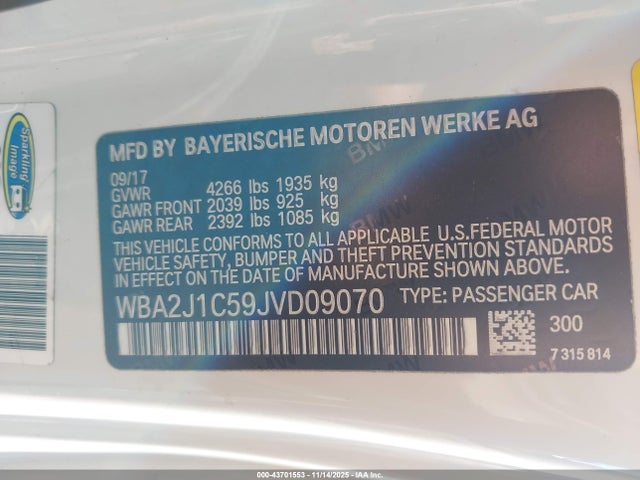 MFD BY BAYERISCHE MOTOREN WERKE AG
09/17
GVWR 4266 lbs 1935 kg
GAWR FRONT 2039 lbs 925 kg
GAWR REAR 2392 lbs 1085 kg
THIS VEHICLE CONFORMS TO ALL APPLICABLE U.S.FEDERAL MOTOR
VEHICLE SAFETY, BUMPER AND THEFT PREVENTION STANDARDS
IN EFFECT ON THE DATE OF MANUFACTURE SHOWN ABOVE.
WBA2J1C59JVD09070 TYPE: PASSENGER CAR
300
7 315 814
Sparkling
Image
000-43701553 - 11/14/2025 - IAAI.com